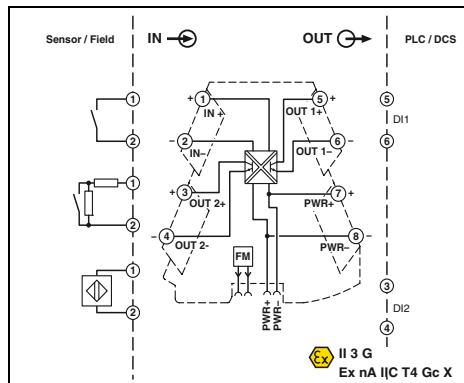 Sensor / Field
IN
OUT
PLC / DCS
1
2
1
2
1
2
+ 1
IN +
- 2
IN–
+ 3
OUT 2+
- 4
OUT 2-
5 +
OUT 1+
6 -
OUT 1–
7 +
PWR+
8 -
PWR–
FM
PWR+
PWR–
5
DI1
6
3
DI2
4
Ex II 3 G
Ex nA IIC T4 Gc X